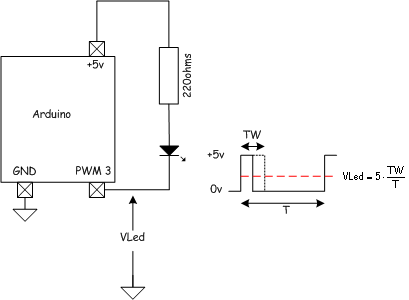 +5v
Arduino
220ohms
GND
PWM 3
VLed
TW
+5v
0v
T
VLed = 5 · TW/T